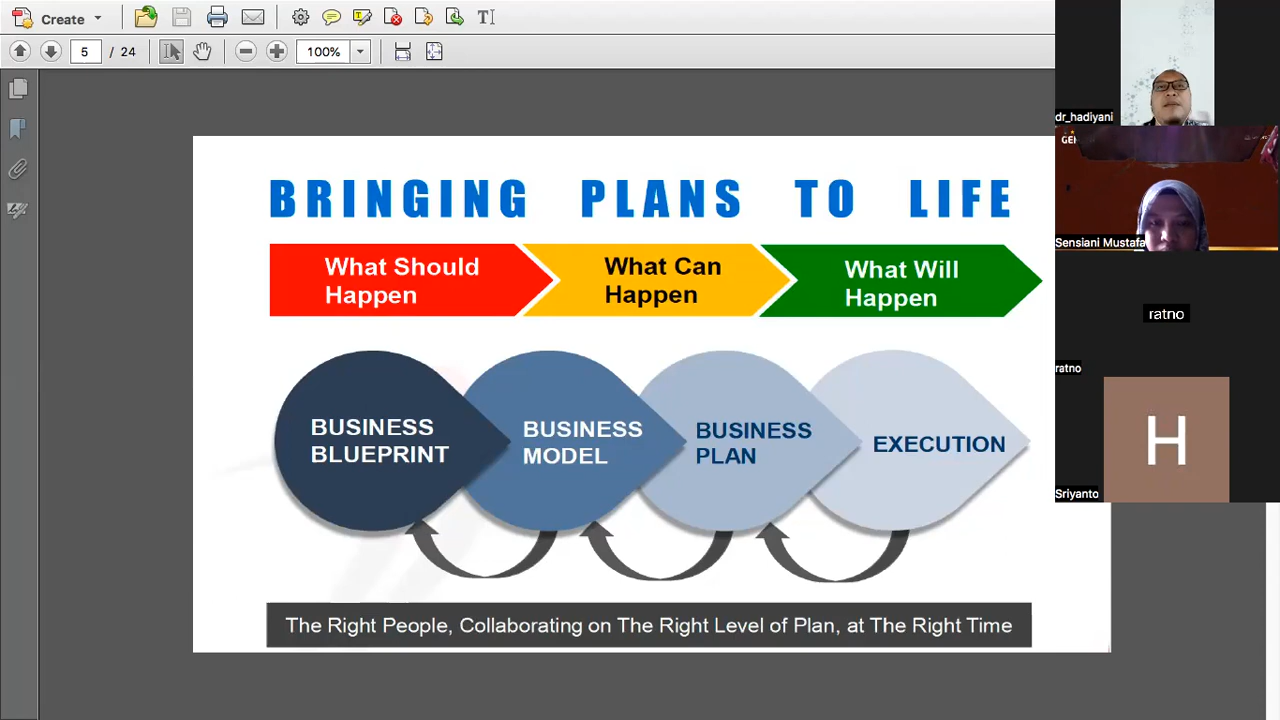 Create
5 / 24
100%
BRINGING PLANS TO LIFE
What Should
Happen
What Can
Happen
What Will
Happen
BUSINESS
BLUEPRINT
BUSINESS
MODEL
BUSINESS
PLAN
EXECUTION
The Right People, Collaborating on The Right Level of Plan, at The Right Time
dr_hadiyani
Sensiani Mustafa
ratno
ratno
H
Sriyanto